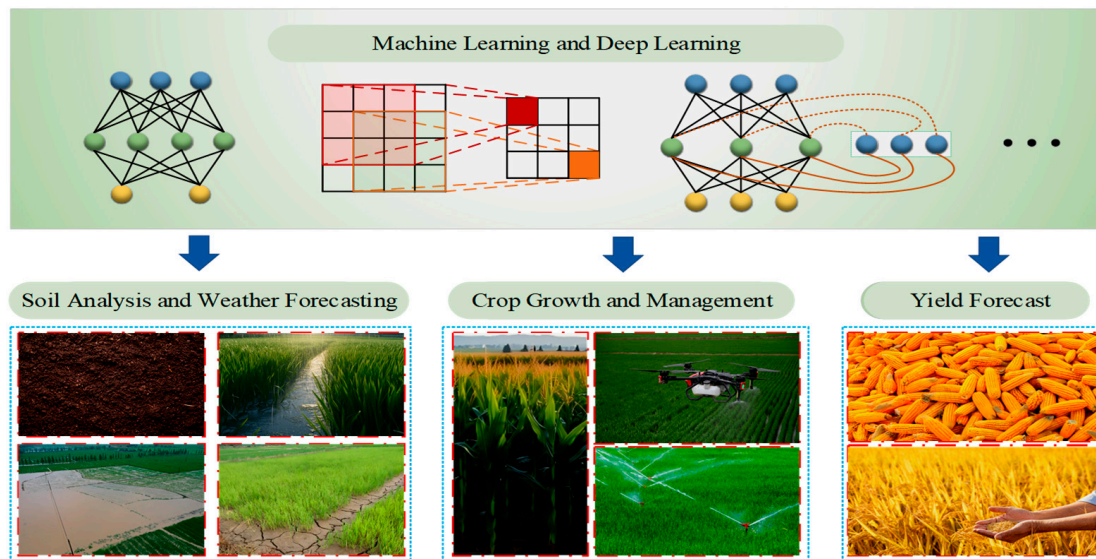 Machine Learning and Deep Learning
Soil Analysis and Weather Forecasting
Crop Growth and Management
Yield Forecast